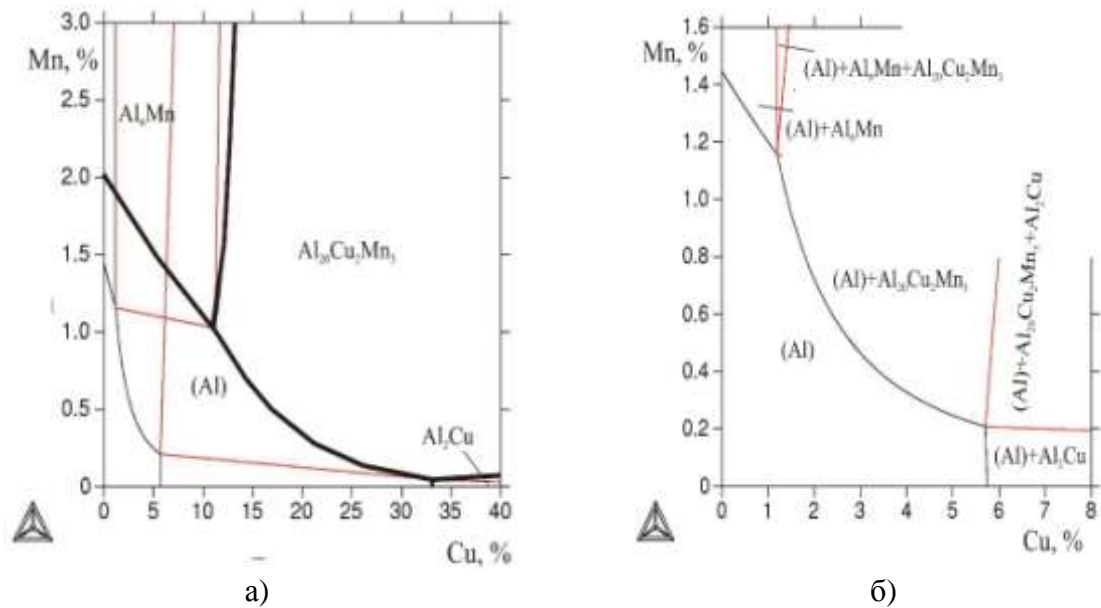 3.0
Mn, %
2.5
2.0
1.5
1.0
0.5
0
Al₆Mn
Al₂₀Cu₂Mn₃
(Al)
Al₂Cu
0 5 10 15 20 25 30 35 40
Cu, %
а)
1.6
Mn, %
1.4
1.2
1.0
0.8
0.6
0.4
0.2
0
(Al)+Al₆Mn+Al₂₀Cu₂Mn₃
(Al)+Al₆Mn
(Al)+Al₂₀Cu₂Mn₃
(Al)
(Al)+Al₂₀Cu₂Mn₃+Al₂Cu
(Al)+Al₂Cu
0 1 2 3 4 5 6 7 8
Cu, %
б)